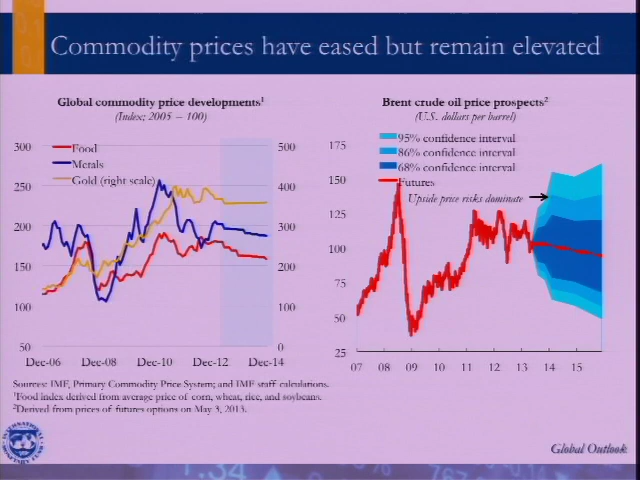 Commodity prices have eased but remain elevated
Global commodity price developments¹
(Index; 2005 = 100)
300
250
200
150
100
50
500
400
300
200
100
0
Food
Metals
Gold (right scale)
Dec-06 Dec-08 Dec-10 Dec-12 Dec-14
Brent crude oil price prospects²
(U.S. dollars per barrel)
175
150
125
100
75
50
25
95% confidence interval
86% confidence interval
68% confidence interval
Futures
Upside price risks dominate
07 08 09 10 11 12 13 14 15
Sources: IMF, Primary Commodity Price System; and IMF staff calculations.
¹Food index derived from average price of corn, wheat, rice, and soybeans.
²Derived from prices of futures options on May 3, 2013.
INTERNATIONAL MONETARY FUND
Global Outlook
1.34